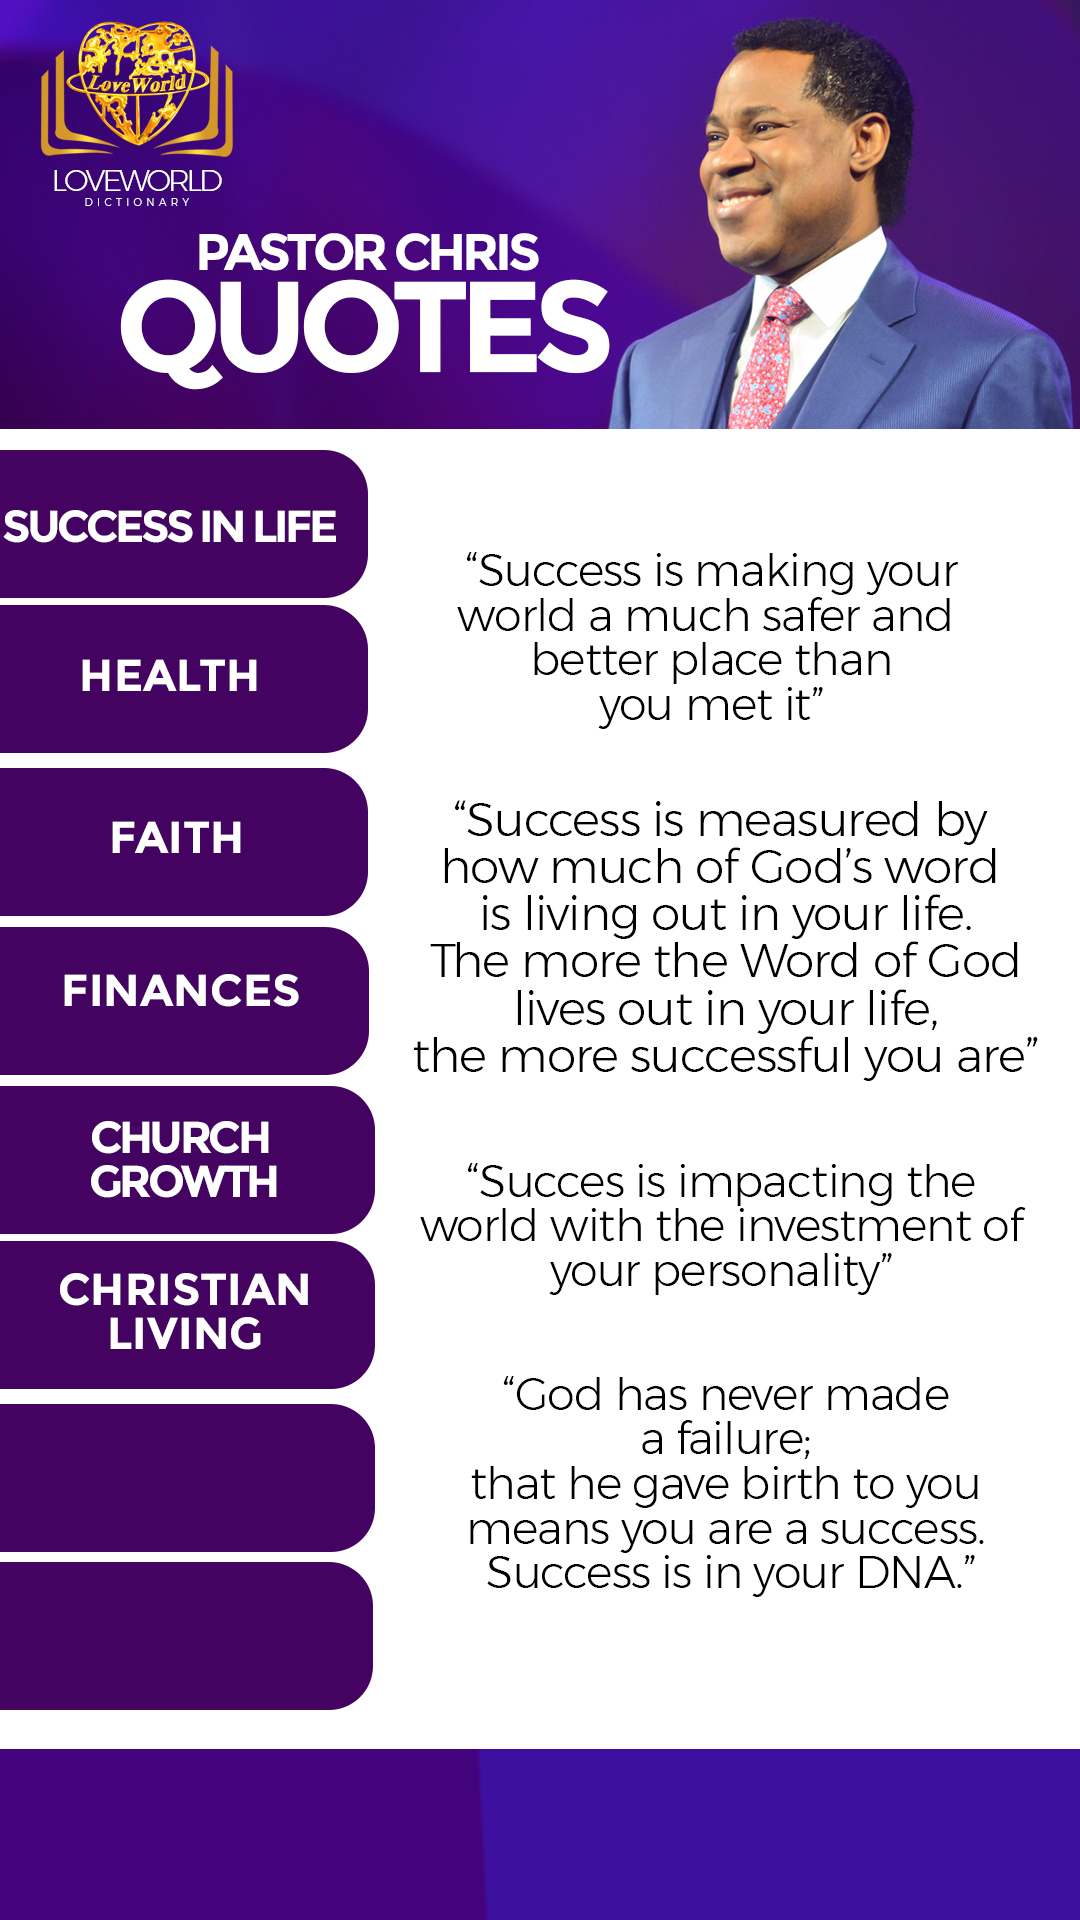 LoveWorld
LOVEWORLD
DICTIONARY
PASTOR CHRIS
QUOTES
SUCCESS IN LIFE
HEALTH
FAITH
FINANCES
CHURCH
GROWTH
CHRISTIAN
LIVING
“Success is making your
world a much safer and
better place than
you met it”
“Success is measured by
how much of God’s word
is living out in your life.
The more the Word of God
lives out in your life,
the more successful you are”
“Succes is impacting the
world with the investment of
your personality”
“God has never made
a failure;
that he gave birth to you
means you are a success.
Success is in your DNA.”